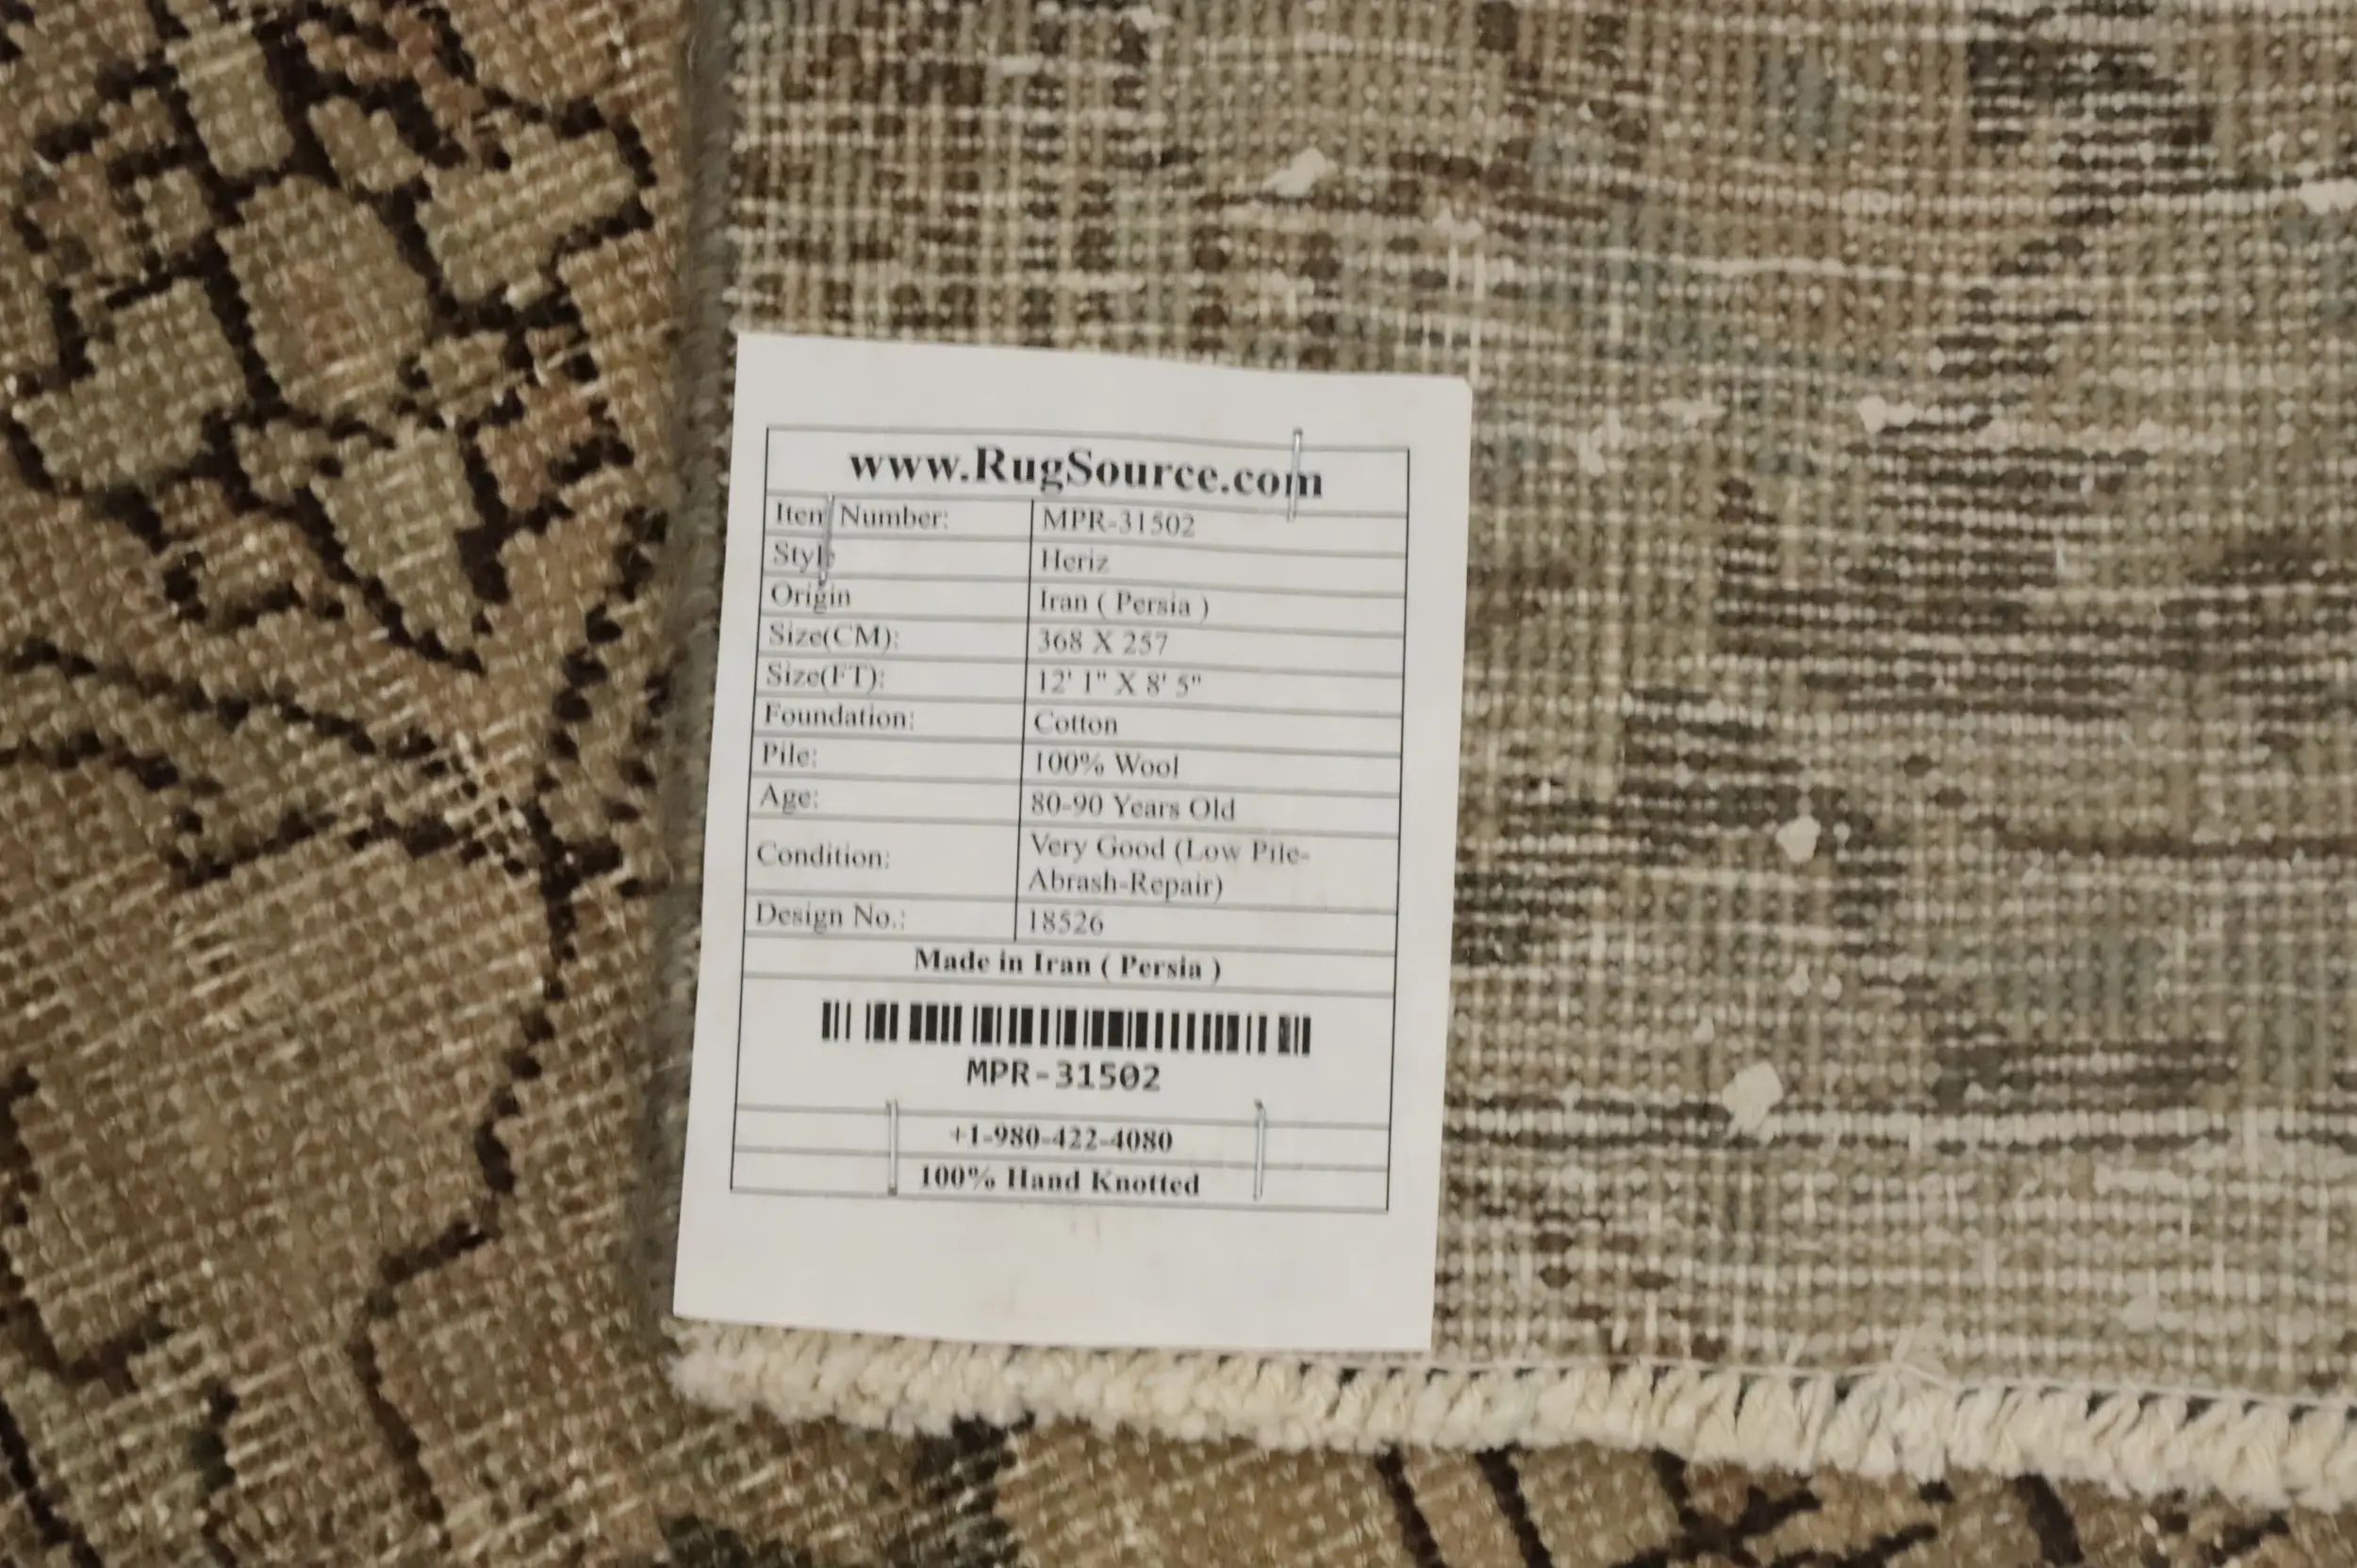 www.RugSource.com
Item Number: MPR-31502
Style Heriz
Origin Iran ( Persia )
Size(CM): 368 X 257
Size(FT): 12' 1" X 8' 5"
Foundation: Cotton
Pile: 100% Wool
Age: 80-90 Years Old
Condition: Very Good (Low Pile-
Abrash-Repair)
Design No.: 18526
Made in Iran ( Persia )
MPR-31502
+1-980-422-4080
100% Hand Knotted